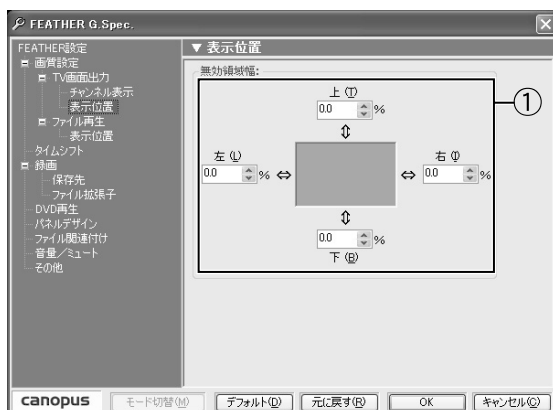 FEATHER G.Spec.
FEATHER設定
画質設定
TV画面出力
チャンネル表示
表示位置
ファイル再生
表示位置
タイムシフト
録画
保存先
ファイル拡張子
DVD再生
パネルデザイン
ファイル関連付け
音量／ミュート
その他
▼ 表示位置
無効領域幅:
上(T)
0.0 %
左(L)
0.0 %
右(I)
0.0 %
0.0 %
下(B)
①
canopus
モード切替(M)
デフォルト(D)
元に戻す(R)
OK
キャンセル(C)